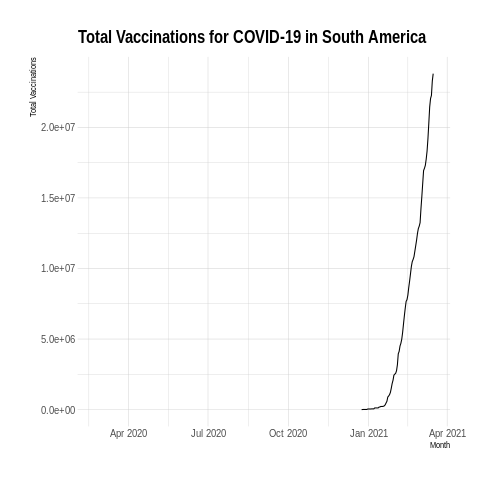 Total Vaccinations for COVID-19 in South America
Total Vaccinations
2.0e+07
1.5e+07
1.0e+07
5.0e+06
0.0e+00
Apr 2020 Jul 2020 Oct 2020 Jan 2021 Apr 2021
Month